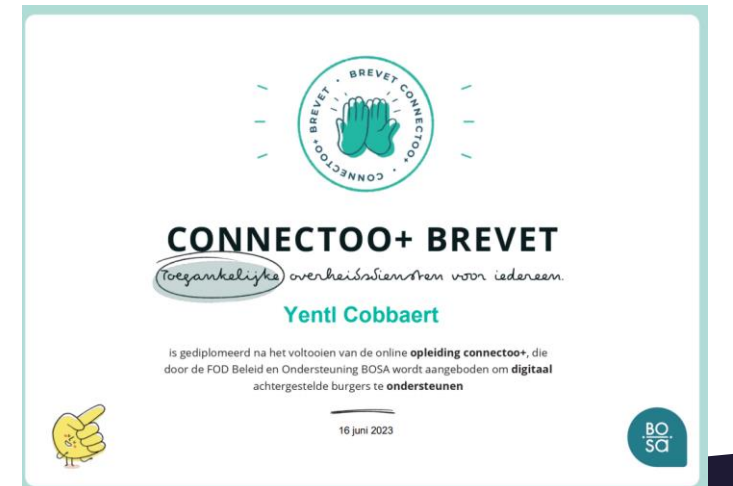 BREVET CONNECTOO+ · BREVET CONNECTOO+ ·
CONNECTOO+ BREVET
Toegankelijke overheidsdiensten voor iedereen.
Yentl Cobbaert
is gediplomeerd na het voltooien van de online opleiding connectoo+, die
door de FOD Beleid en Ondersteuning BOSA wordt aangeboden om digitaal
achtergestelde burgers te ondersteunen
16 juni 2023
BO
sa